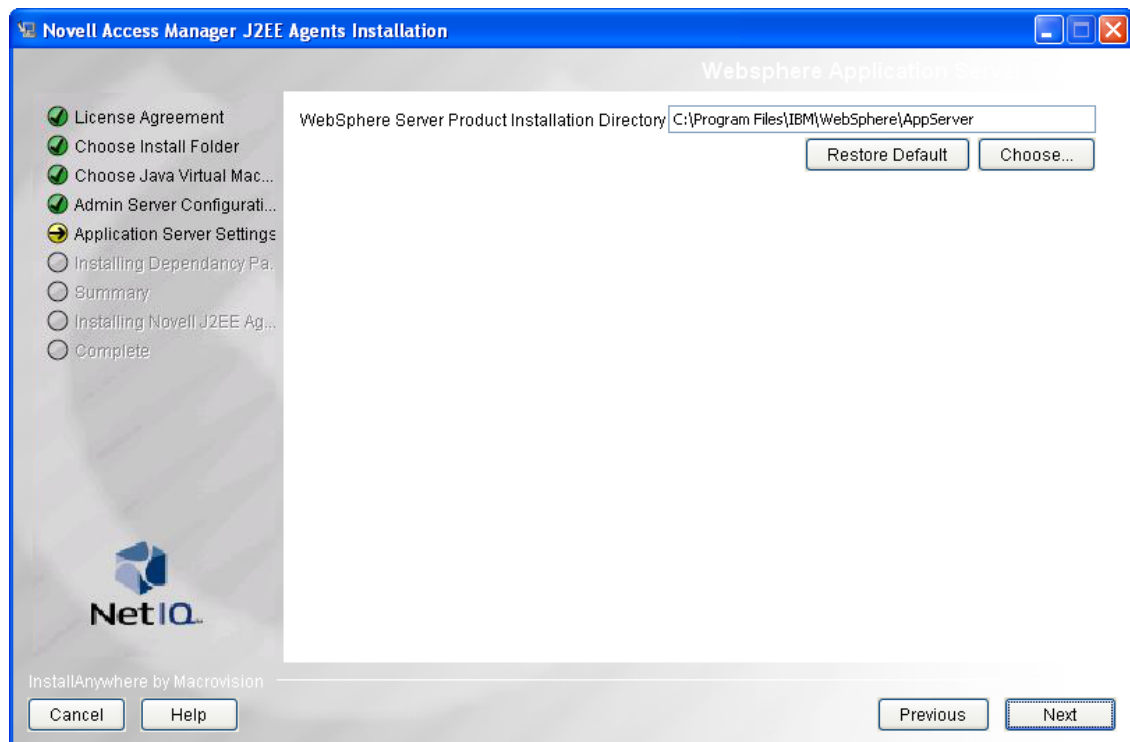 Novell Access Manager J2EE Agents Installation
Websphere Application
License Agreement
Choose Install Folder
Choose Java Virtual Mac...
Admin Server Configurati...
Application Server Settings
Installing Dependancy Pa.
Summary
Installing Novell J2EE Ag...
Complete
WebSphere Server Product Installation Directory C:\Program Files\IBM\WebSphere\AppServer
Restore Default Choose...
NetIQ
InstallAnywhere by Macrovision
Cancel Help Previous Next